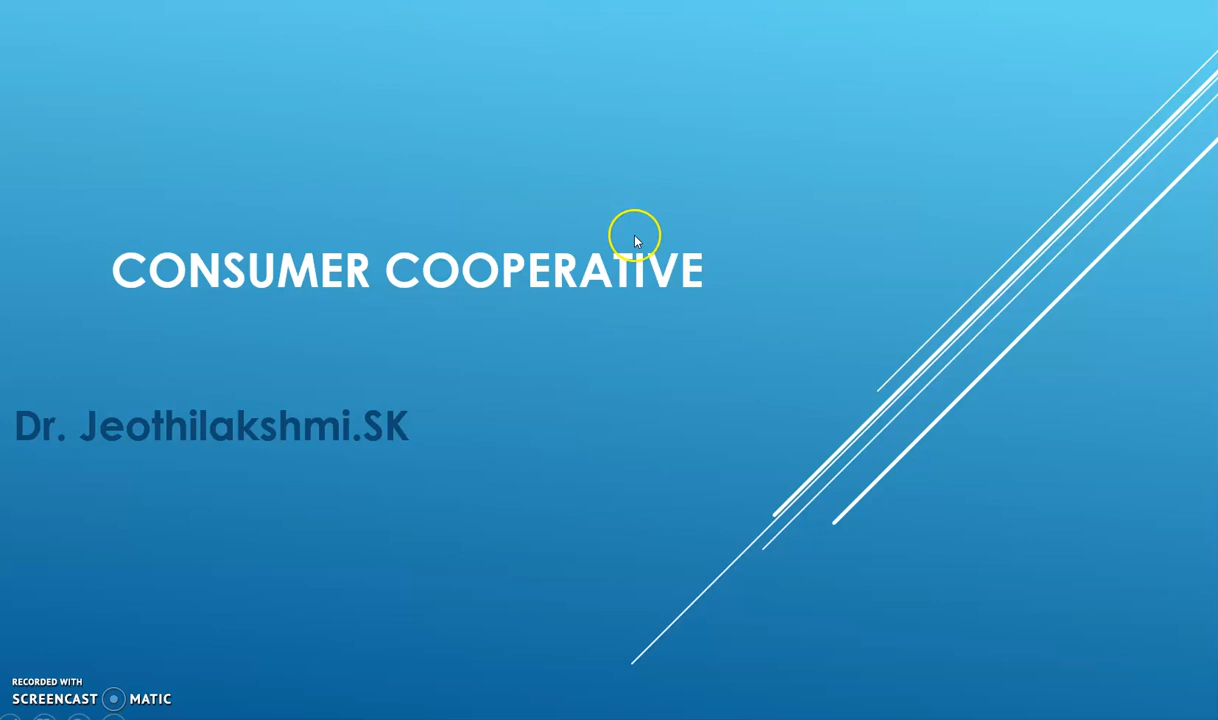 CONSUMER COOPERATIVE
Dr. Jeothilakshmi.SK
RECORDED WITH
SCREENCAST MATIC